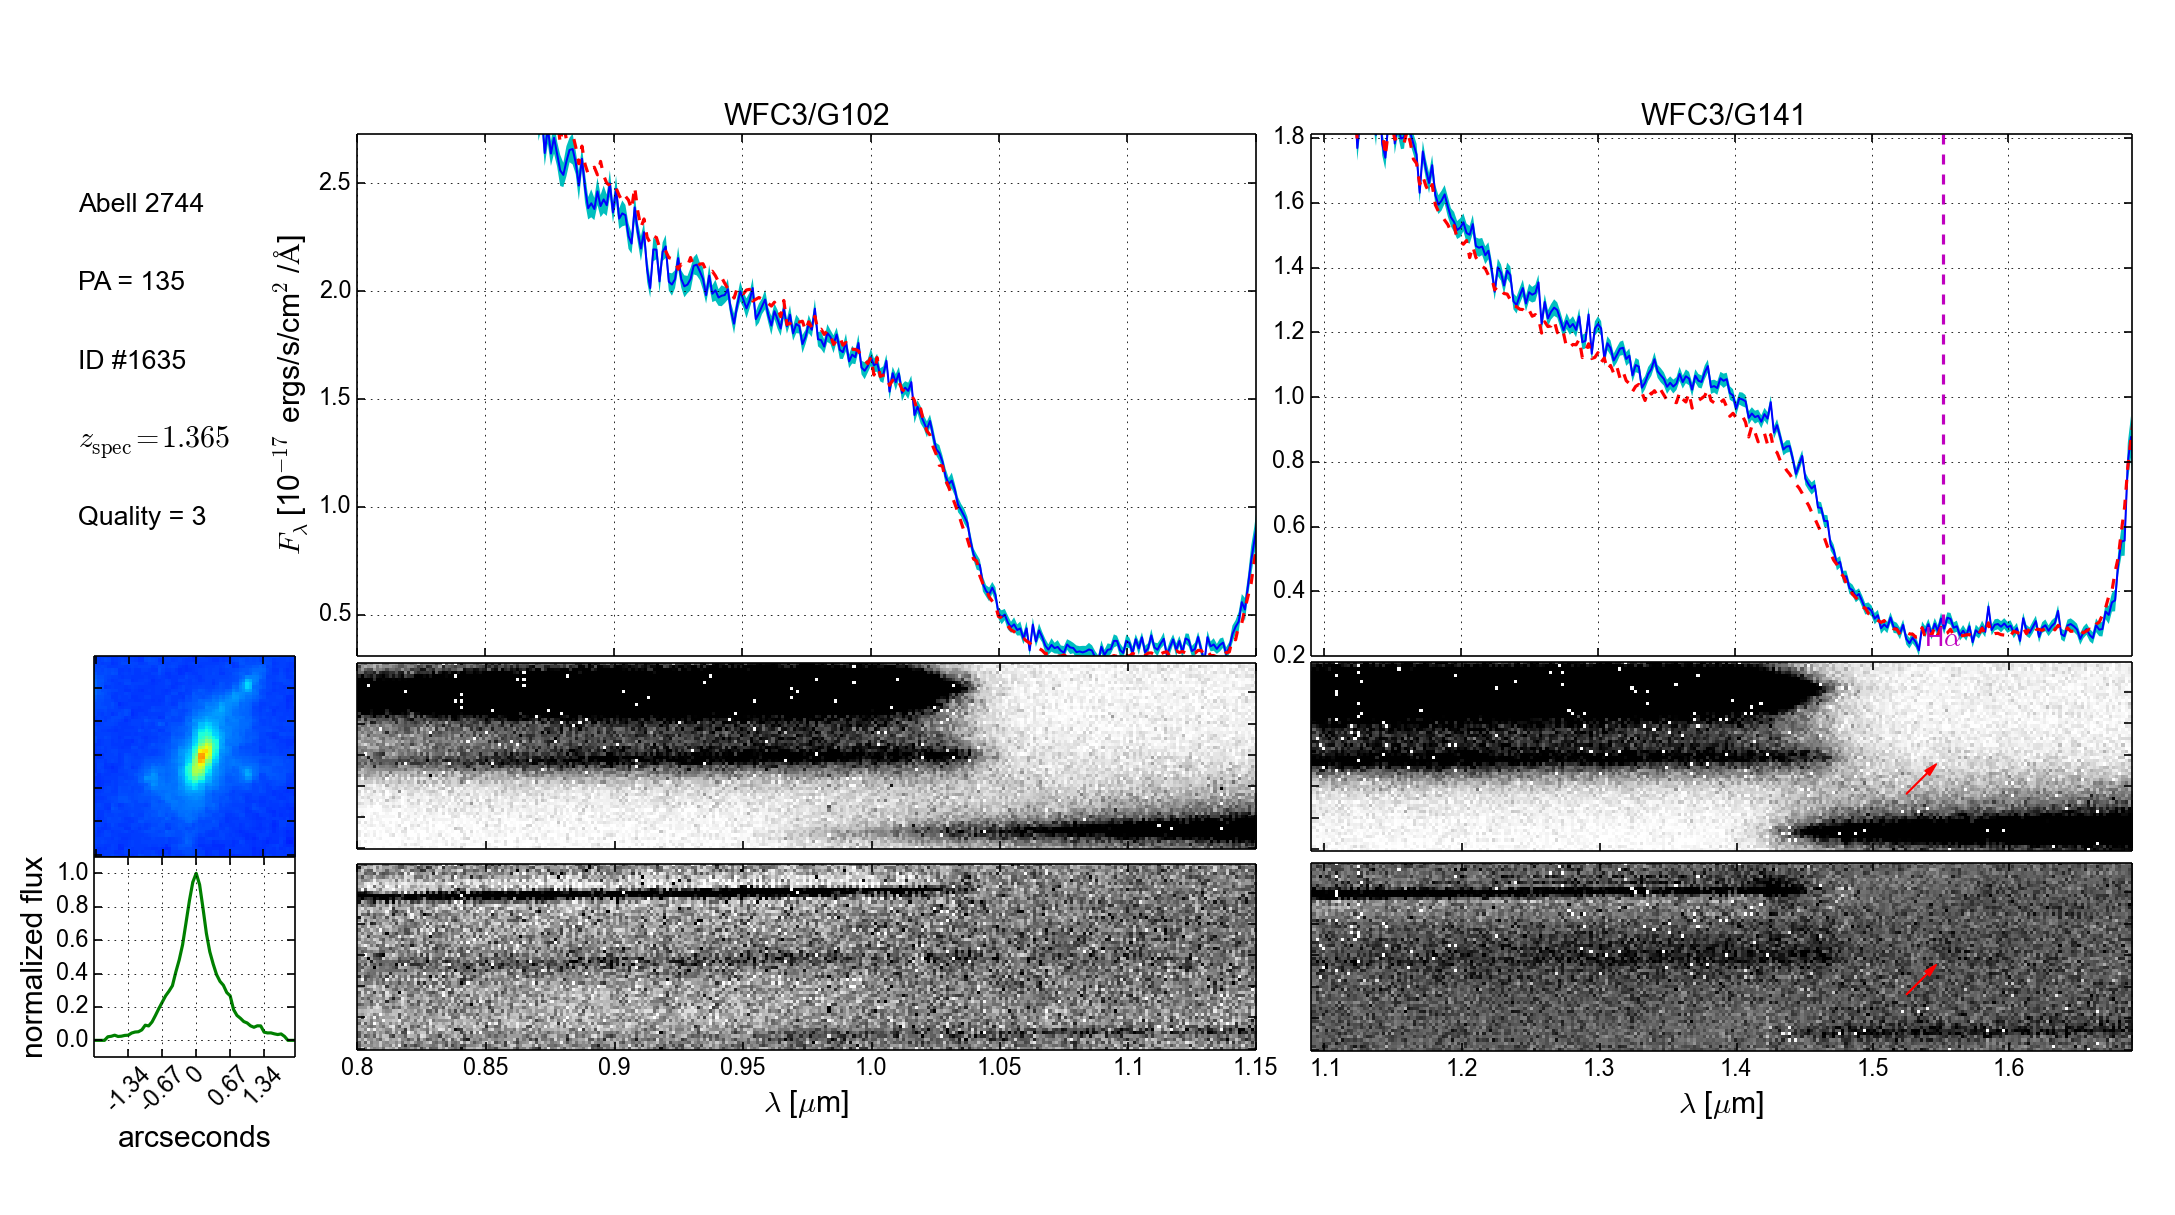 WFC3/G102
WFC3/G141
Abell 2744
PA = 135
ID #1635
z_spec = 1.365
Quality = 3
F_λ [10^−17 ergs/s/cm^2 /Å]
2.5
2.0
1.5
1.0
0.5
1.8
1.6
1.4
1.2
1.0
0.8
0.6
0.4
0.2
Hα
normalized flux
1.0
0.8
0.6
0.4
0.2
0.0
-1.34
-0.67
0
0.67
1.34
arcseconds
0.8 0.85 0.9 0.95 1.0 1.05 1.1 1.15
λ [μm]
1.1 1.2 1.3 1.4 1.5 1.6
λ [μm]